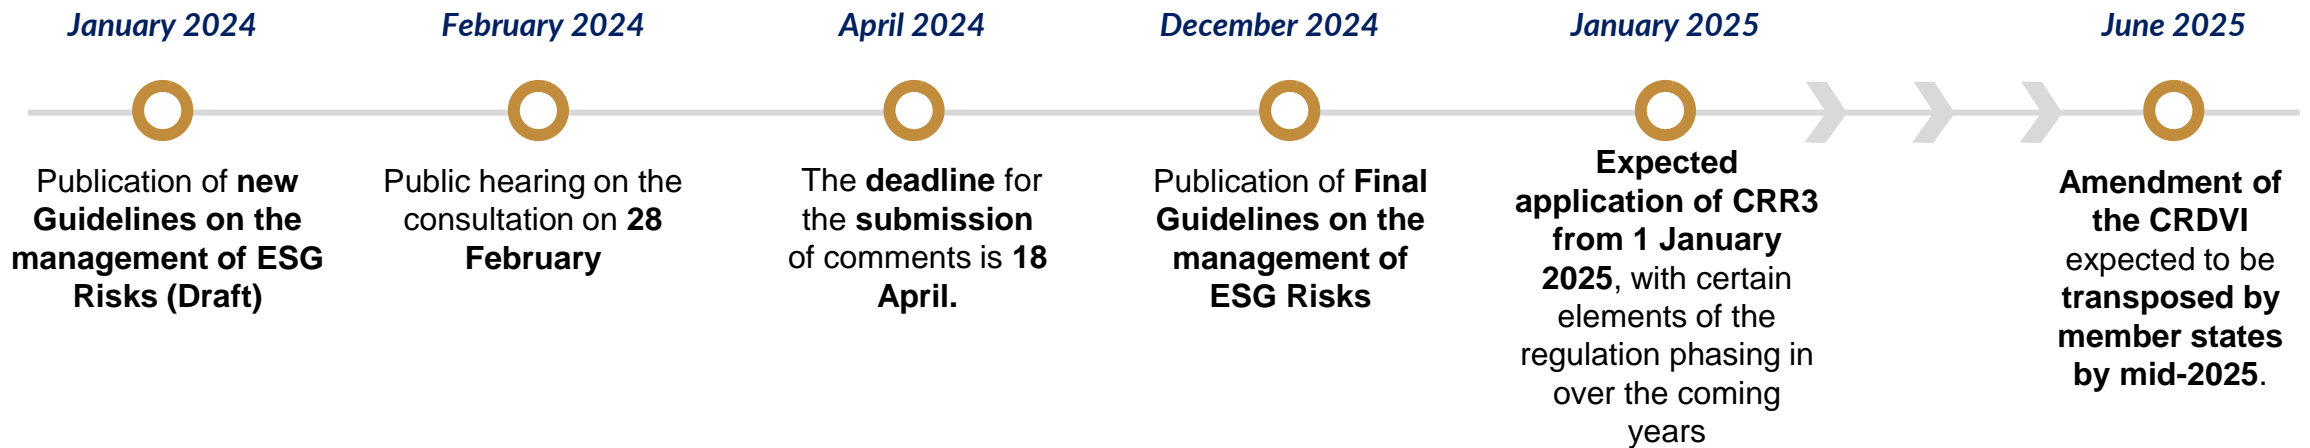 January 2024
Publication of new
Guidelines on the
management of ESG
Risks (Draft)
February 2024
Public hearing on the
consultation on 28
February
April 2024
The deadline for
the submission
of comments is 18
April.
December 2024
Publication of Final
Guidelines on the
management of
ESG Risks
January 2025
Expected
application of CRR3
from 1 January
2025, with certain
elements of the
regulation phasing in
over the coming
years
June 2025
Amendment of
the CRDVI
expected to be
transposed by
member states
by mid-2025.